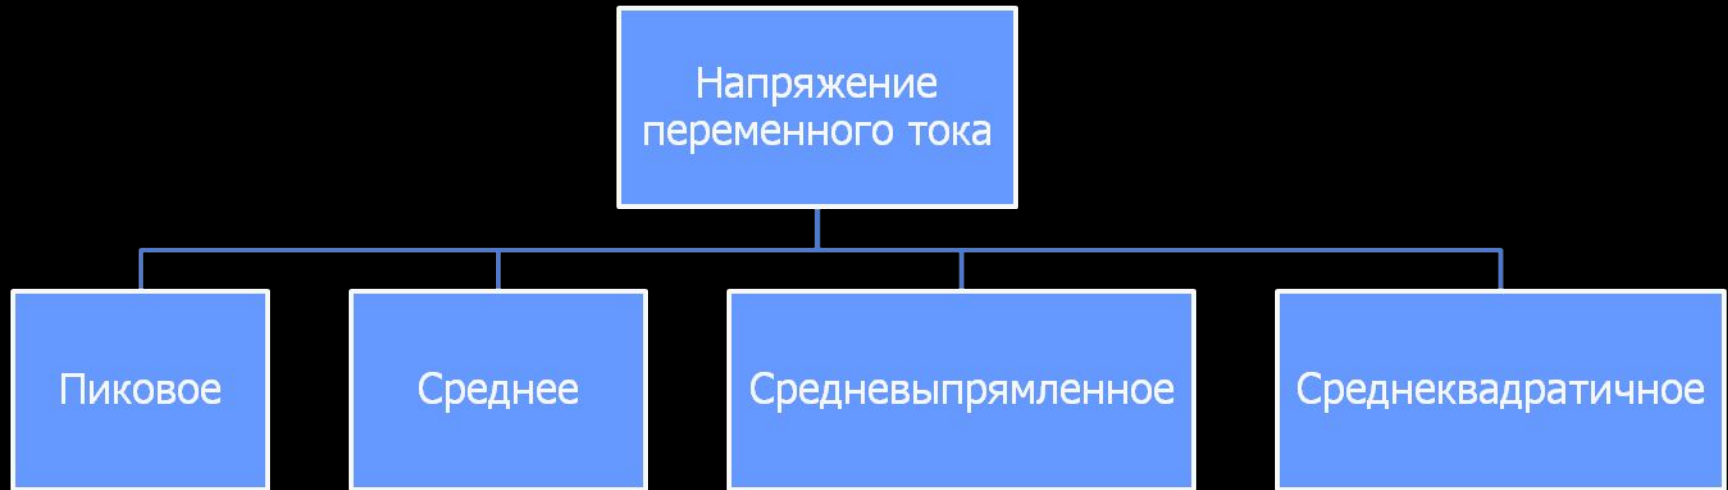 Напряжение
переменного тока
Пиковое
Среднее
Средневыпрямленное
Среднеквадратичное